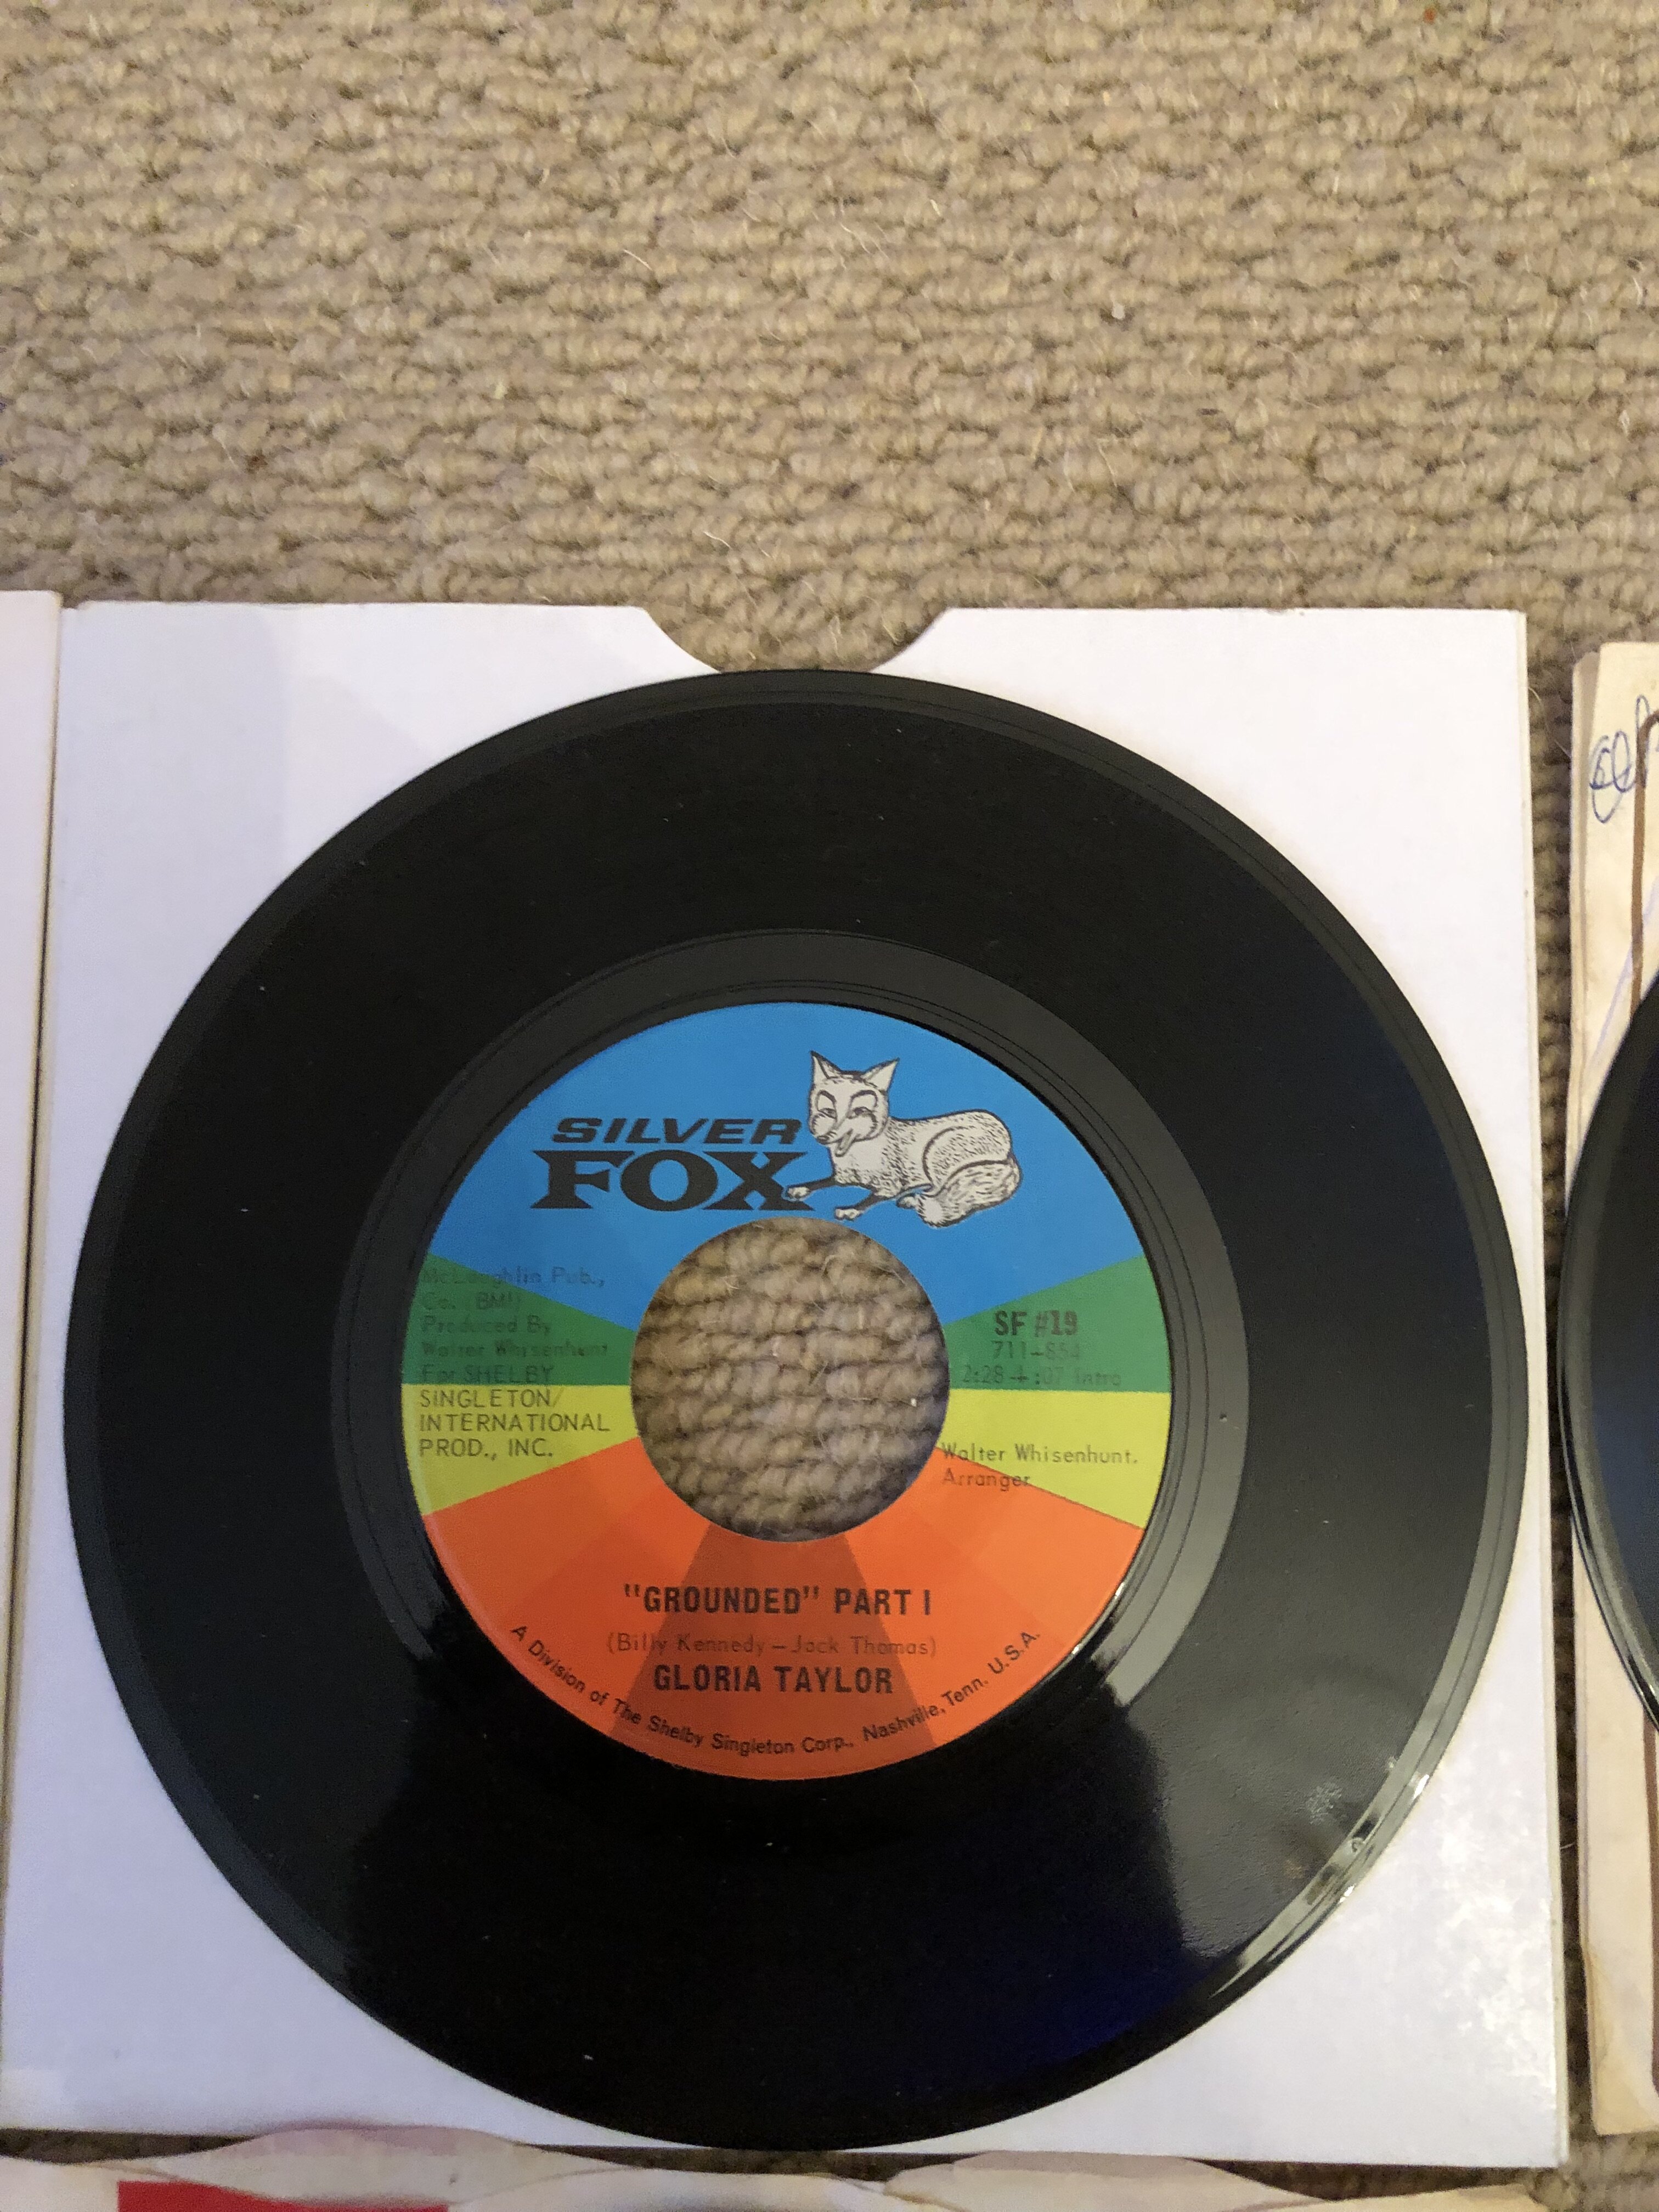 SILVER
FOX
McLoughlin Pub.,
Co. (BMI)
Produced By
Walter Whisenhunt
For SHELBY
SINGLETON/
INTERNATIONAL
PROD., INC.
SF #19
711-854
2:28 + :07 Intro
Walter Whisenhunt,
Arranger
"GROUNDED" PART I
(Billy Kennedy – Jack Thomas)
GLORIA TAYLOR
A Division of The Shelby Singleton Corp., Nashville, Tenn. U.S.A.